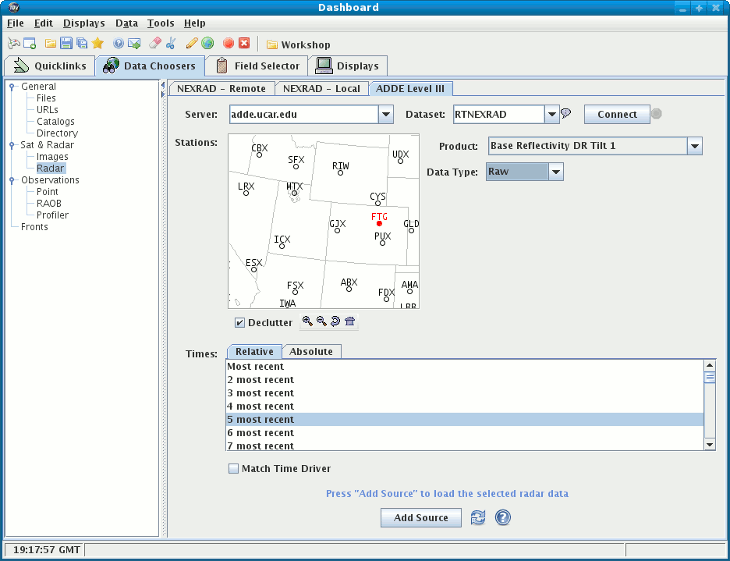 Dashboard
File Edit Displays Data Tools Help
Workshop
Quicklinks Data Choosers Field Selector Displays
General
Files
URLs
Catalogs
Directory
Sat & Radar
Images
Radar
Observations
Point
RAOB
Profiler
Fronts
NEXRAD - Remote NEXRAD - Local ADDE Level III
Server: adde.ucar.edu Dataset: RTNEXRAD Connect
Stations:
CBX
SFX
RIW
UDX
LRX
MTX
CYS
FTG
GJX
GLD
PUX
ICX
ESX
FSX
ABX
AMA
FDX
IWA
LBB
Product: Base Reflectivity DR Tilt 1
Data Type: Raw
Declutter
Times: Relative Absolute
Most recent
2 most recent
3 most recent
4 most recent
5 most recent
6 most recent
7 most recent
Match Time Driver
Press "Add Source" to load the selected radar data
Add Source
19:17:57 GMT